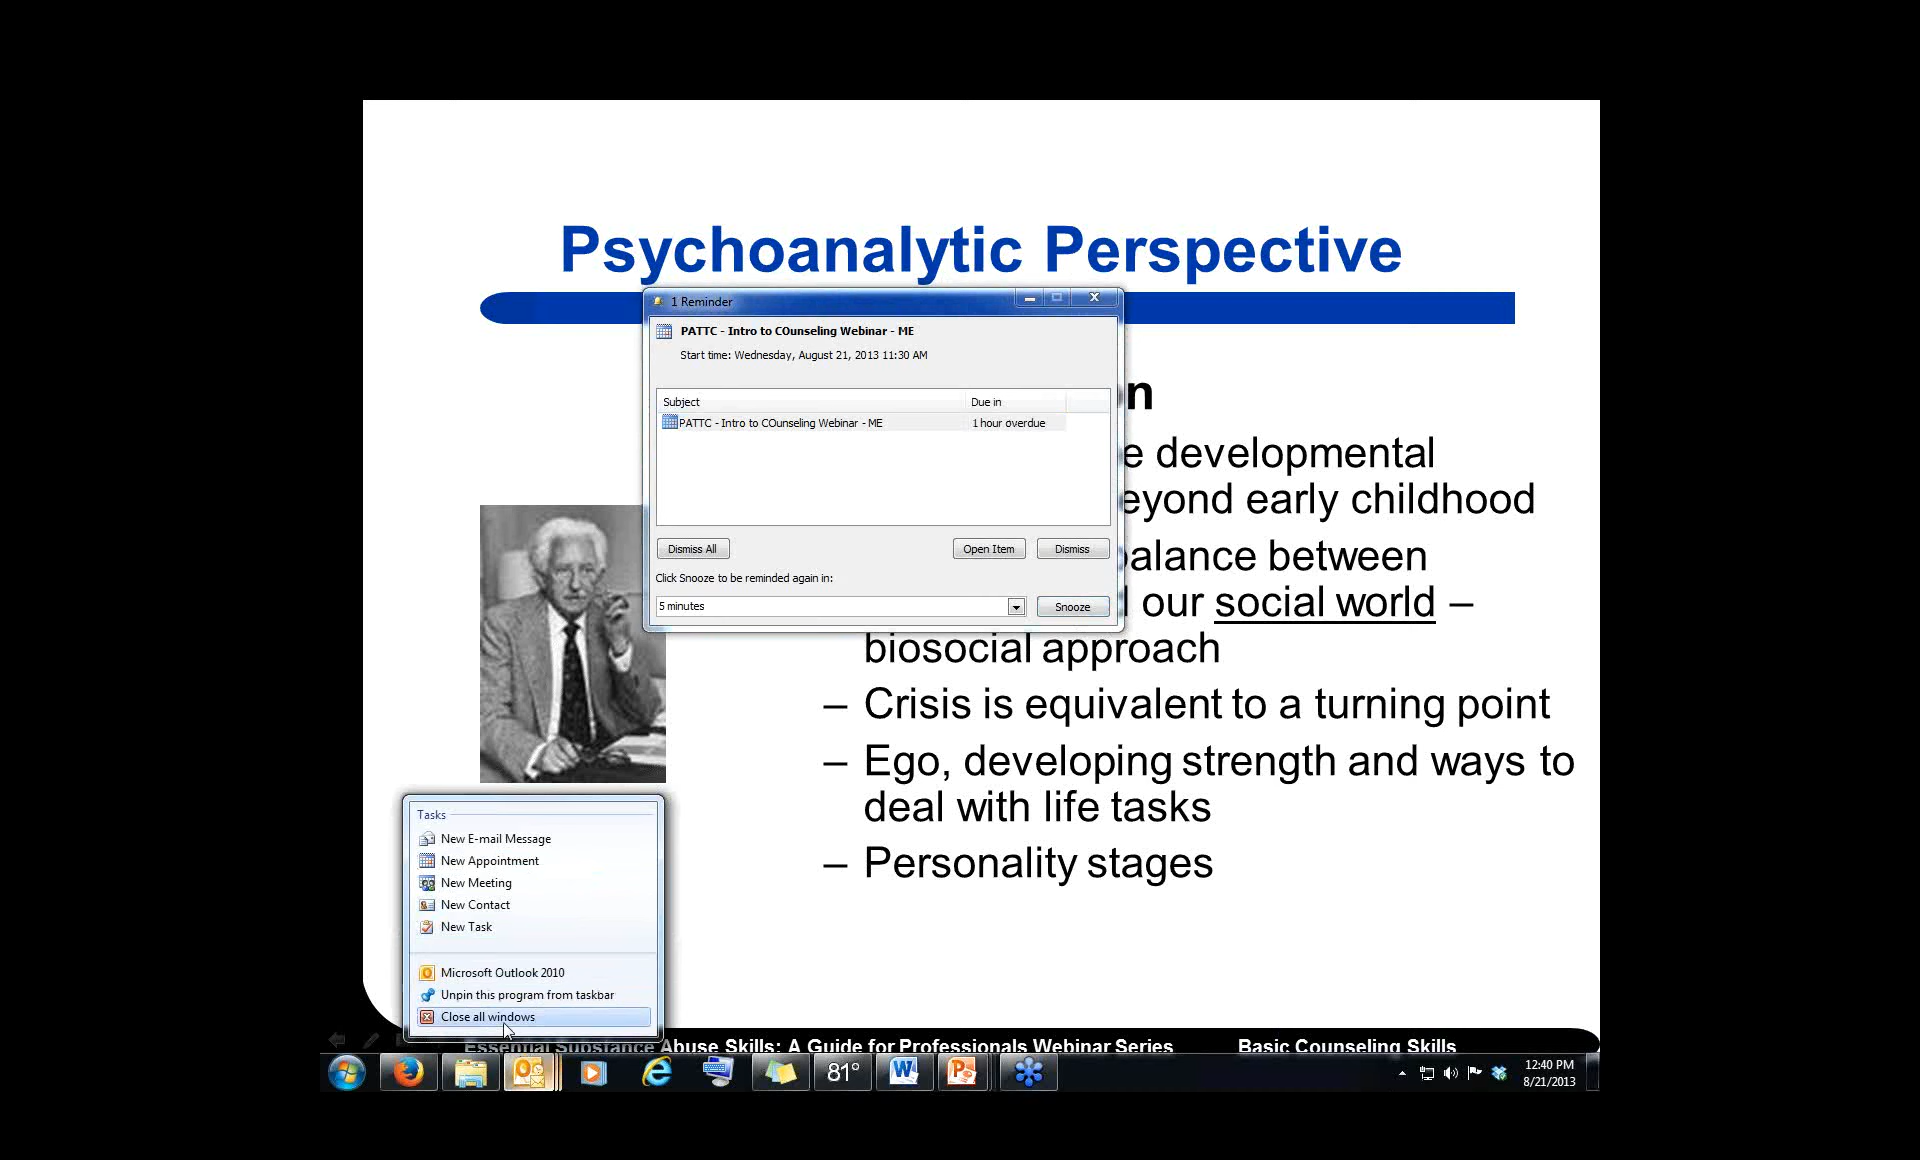 Psychoanalytic Perspective
1 Reminder
PATTC - Intro to COunseling Webinar - ME
Start time: Wednesday, August 21, 2013 11:30 AM
Subject Due in
PATTC - Intro to COunseling Webinar - ME 1 hour overdue
Dismiss All Open Item Dismiss
Click Snooze to be reminded again in:
5 minutes Snooze
n
e developmental
eyond early childhood
alance between
our social world –
biosocial approach
– Crisis is equivalent to a turning point
– Ego, developing strength and ways to
deal with life tasks
– Personality stages
Tasks
New E-mail Message
New Appointment
New Meeting
New Contact
New Task
Microsoft Outlook 2010
Unpin this program from taskbar
Close all windows
Essential Substance Abuse Skills: A Guide for Professionals Webinar Series Basic Counseling Skills
81°
12:40 PM
8/21/2013